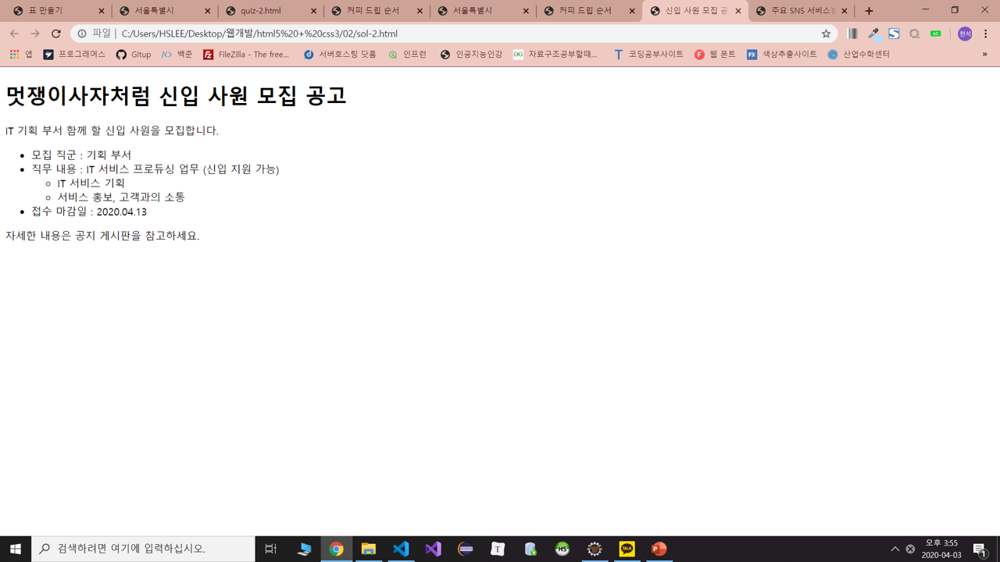 표 만들기
서울특별시
quiz-2.html
커피 드립 순서
서울특별시
커피 드립 순서
신입 사원 모집 공
주요 SNS 서비스별
파일 | C:/Users/HSLEE/Desktop/웹개발/html5%20+%20css3/02/sol-2.html
AC
현석
앱
프로그래머스
GItup
백준
FileZilla - The free...
서버호스팅 닷홈
인프런
인공지능인강
자료구조공부할때...
코딩공부사이트
웹 폰트
색상추출사이트
산업수학센터
»
멋쟁이사자처럼 신입 사원 모집 공고
IT 기획 부서 함께 할 신입 사원을 모집합니다.
모집 직군 : 기획 부서
직무 내용 : IT 서비스 프로듀싱 업무 (신입 지원 가능)
IT 서비스 기획
서비스 홍보, 고객과의 소통
접수 마감일 : 2020.04.13
자세한 내용은 공지 게시판을 참고하세요.
검색하려면 여기에 입력하십시오.
T
HS
TALK
오후 3:55
2020-04-03
1